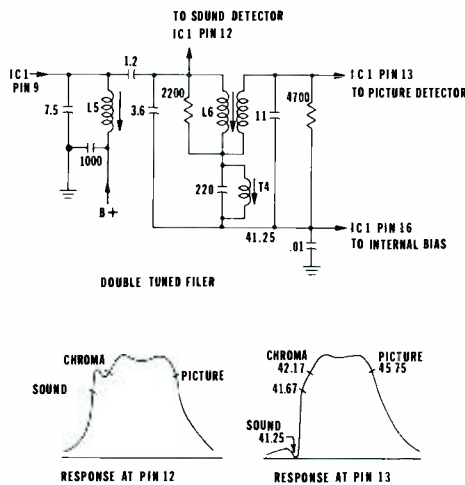 TO SOUND DETECTOR
IC1 PIN 12
IC1
PIN 9
1.2
IC1 PIN 13
TO PICTURE DETECTOR
7.5
L5
3.6
2200
L6
11
4700
1000
220
T4
B+
41.25
IC1 PIN 16
TO INTERNAL BIAS
.01
DOUBLE TUNED FILER
CHROMA
SOUND
PICTURE
RESPONSE AT PIN 12
CHROMA
42.17
41.67
PICTURE
45.75
SOUND
41.25
RESPONSE AT PIN 13